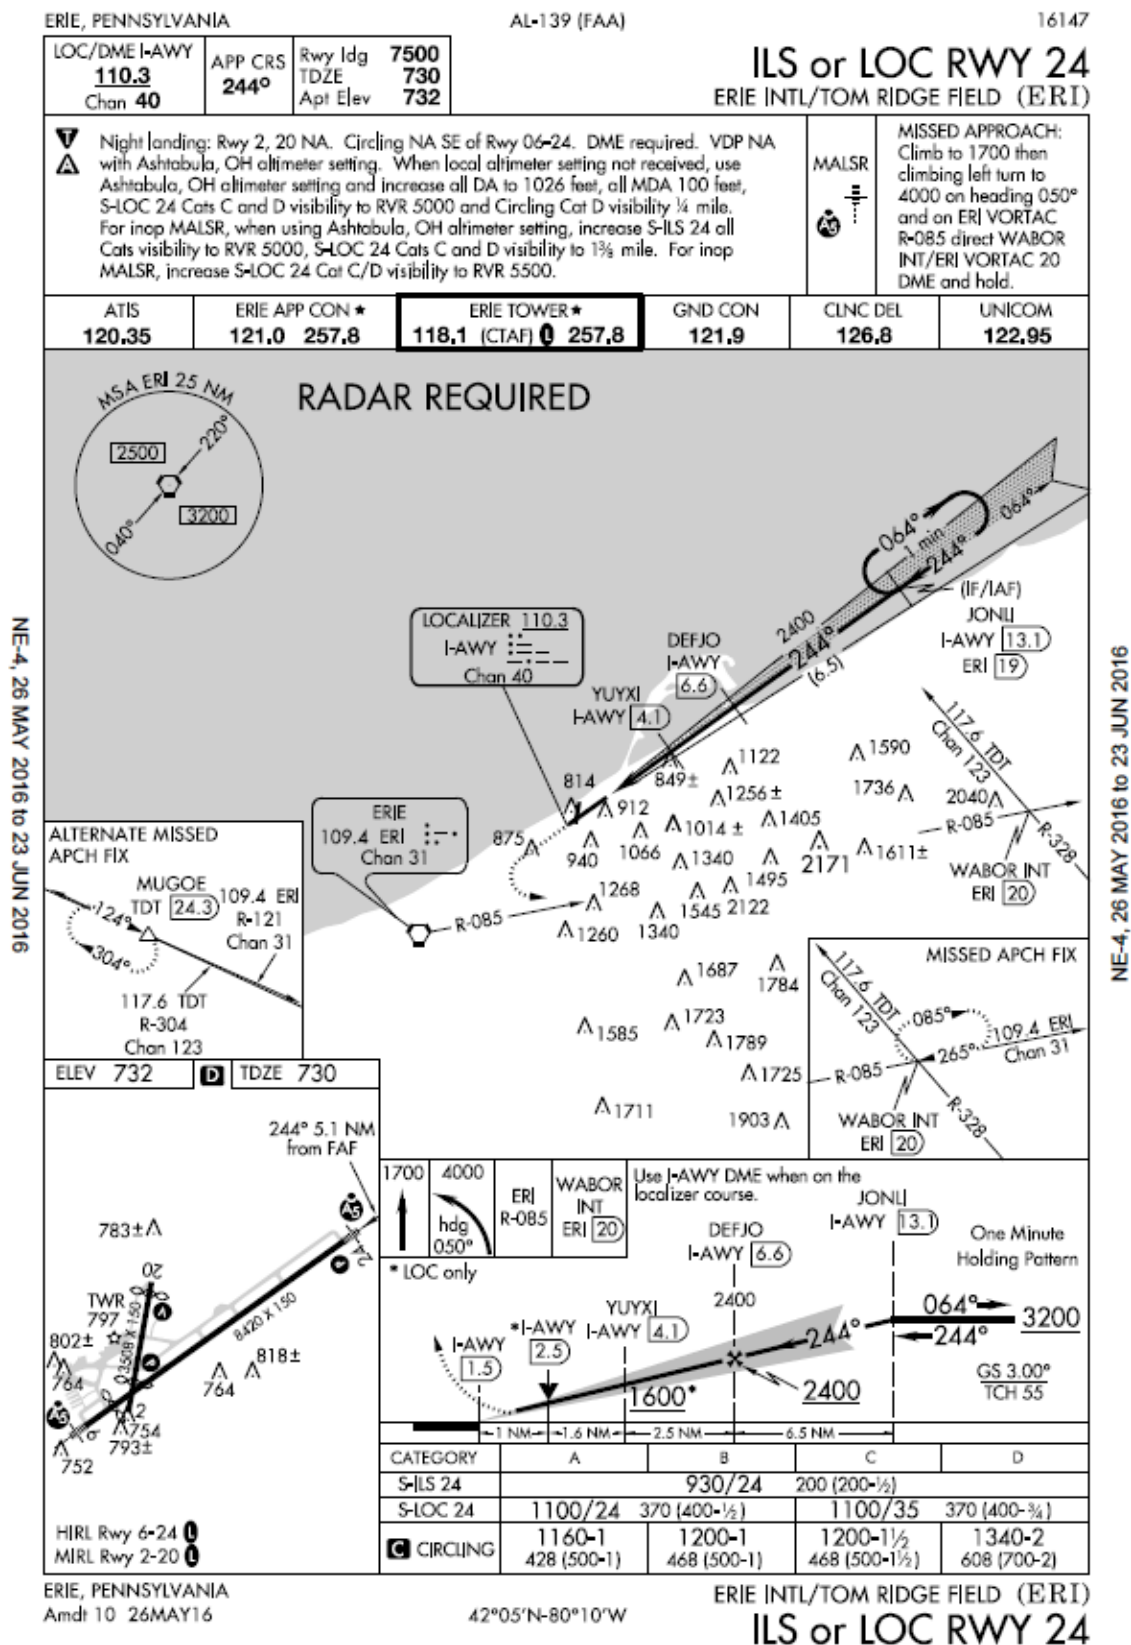 ERIE, PENNSYLVANIA
AL-139 (FAA)
16147
LOC/DME I-AWY
110.3
Chan 40
APP CRS
244°
Rwy ldg 7500
TDZE 730
Apt Elev 732
ILS or LOC RWY 24
ERIE INTL/TOM RIDGE FIELD (ERI)
T
A
Night landing: Rwy 2, 20 NA. Circling NA SE of Rwy 06-24. DME required. VDP NA
with Ashtabula, OH altimeter setting. When local altimeter setting not received, use
Ashtabula, OH altimeter setting and increase all DA to 1026 feet, all MDA 100 feet,
S-LOC 24 Cats C and D visibility to RVR 5000 and Circling Cat D visibility ¼ mile.
For inop MALSR, when using Ashtabula, OH altimeter setting, increase S-ILS 24 all
Cats visibility to RVR 5000, S-LOC 24 Cats C and D visibility to 1⅜ mile. For inop
MALSR, increase S-LOC 24 Cat C/D visibility to RVR 5500.
MALSR
A5
MISSED APPROACH:
Climb to 1700 then
climbing left turn to
4000 on heading 050°
and on ERI VORTAC
R-085 direct WABOR
INT/ERI VORTAC 20
DME and hold.
ATIS
120.35
ERIE APP CON ★
121.0 257.8
ERIE TOWER★
118.1 (CTAF) L 257.8
GND CON
121.9
CLNC DEL
126.8
UNICOM
122.95
MSA ERI 25 NM
2500
220°
040°
3200
RADAR REQUIRED
064°
1 min
244°
064°
(IF/IAF)
JONLI
I-AWY 13.1
ERI 19
2400
244°
(6.5)
LOCALIZER 110.3
I-AWY
Chan 40
DEFJO
I-AWY
6.6
YUYXI
I-AWY 4.1
117.6 TDT
Chan 123
814
849±
1122
1590
912
1256±
1736
2040
R-085
ERIE
109.4 ERI
Chan 31
875
940
1066
1014±
1405
1340
2171
1611±
R-328
WABOR INT
ERI 20
1268
1495
R-085
1545
2122
1260
1340
1687
1784
1585
1723
1789
1725
1711
1903
ALTERNATE MISSED
APCH FIX
MUGOE
TDT 24.3
109.4 ERI
R-121
Chan 31
124°
304°
117.6 TDT
R-304
Chan 123
MISSED APCH FIX
117.6 TDT
Chan 123
085°
109.4 ERI
Chan 31
265°
R-085
R-328
WABOR INT
ERI 20
ELEV 732
D
TDZE 730
244° 5.1 NM
from FAF
A5
24
783±
20
TWR
797
3508 X 150
8420 X 150
802±
764
764
818±
A5
6
2
754
793±
752
HIRL Rwy 6-24 L
MIRL Rwy 2-20 L
1700
4000
hdg
050°
ERI
R-085
WABOR
INT
ERI 20
Use I-AWY DME when on the
localizer course.
* LOC only
JONLI
I-AWY 13.1
One Minute
Holding Pattern
DEFJO
I-AWY 6.6
2400
YUYXI
I-AWY 4.1
*I-AWY
2.5
I-AWY
1.5
064°
244°
3200
244°
2400
1600*
GS 3.00°
TCH 55
1 NM
1.6 NM
2.5 NM
6.5 NM
CATEGORY A B C D
S-ILS 24 930/24 200 (200-½)
S-LOC 24 1100/24 370 (400-½) 1100/35 370 (400-¾)
C CIRCLING
1160-1
428 (500-1)
1200-1
468 (500-1)
1200-1½
468 (500-1½)
1340-2
608 (700-2)
ERIE, PENNSYLVANIA
Amdt 10 26MAY16
42°05'N-80°10'W
ERIE INTL/TOM RIDGE FIELD (ERI)
ILS or LOC RWY 24
NE-4, 26 MAY 2016 to 23 JUN 2016
NE-4, 26 MAY 2016 to 23 JUN 2016